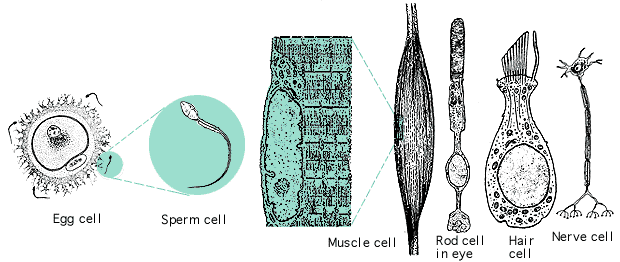 Egg cell
Sperm cell
Muscle cell
Rod cell
in eye
Hair
cell
Nerve cell